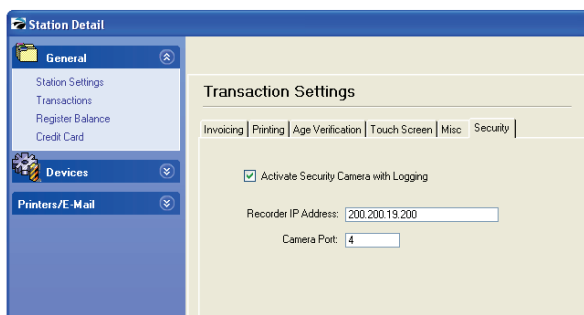 Station Detail
General
Station Settings
Transactions
Register Balance
Credit Card
Devices
Printers/E-Mail
Transaction Settings
Invoicing Printing Age Verification Touch Screen Misc Security
Activate Security Camera with Logging
Recorder IP Address: 200.200.19.200
Camera Port: 4